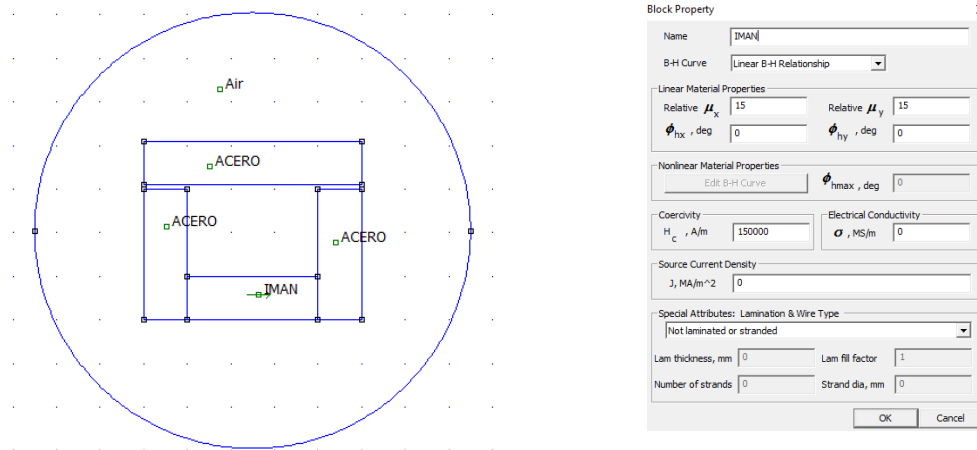 Air
ACERO
ACERO
ACERO
IMAN
Block Property
Name IMAN
B-H Curve Linear B-H Relationship
Linear Material Properties
Relative μx 15 Relative μy 15
ϕhx , deg 0 ϕhy , deg 0
Nonlinear Material Properties
Edit B-H Curve ϕhmax , deg 0
Coercivity Electrical Conductivity
Hc , A/m 150000 σ , MS/m 0
Source Current Density
J, MA/m^2 0
Special Attributes: Lamination & Wire Type
Not laminated or stranded
Lam thickness, mm 0 Lam fill factor 1
Number of strands 0 Strand dia, mm 0
OK Cancel